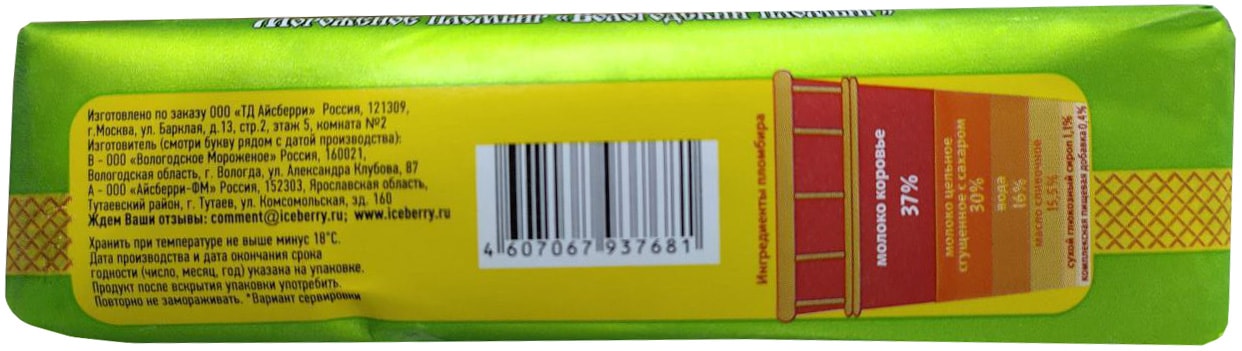 Мороженое пломбир «Вологодский пломбир»
Изготовлено по заказу ООО «ТД Айсберри» Россия, 121309,
г.Москва, ул. Барклая, д.13, стр.2, этаж 5, комната №2
Изготовитель (смотри букву рядом с датой производства):
В - ООО «Вологодское Мороженое» Россия, 160021,
Вологодская область, г. Вологда, ул. Александра Клубова, 87
А - ООО «Айсберри-ФМ» Россия, 152303, Ярославская область,
Тутаевский район, г. Тутаев, ул. Комсомольская, зд. 160
Ждем Ваши отзывы: comment@iceberry.ru; www.iceberry.ru
Хранить при температуре не выше минус 18°С.
Дата производства и дата окончания срока
годности (число, месяц, год) указана на упаковке.
Продукт после вскрытия упаковки употребить.
Повторно не замораживать. *Вариант сервировки
4 607067 937681
Ингредиенты пломбира
молоко коровье
37%
молоко цельное
сгущенное с сахаром
30%
вода
16%
масло сливочное
15,5%
сухой глюкозный сироп 1,1%
комплексная пищевая добавка 0,4%